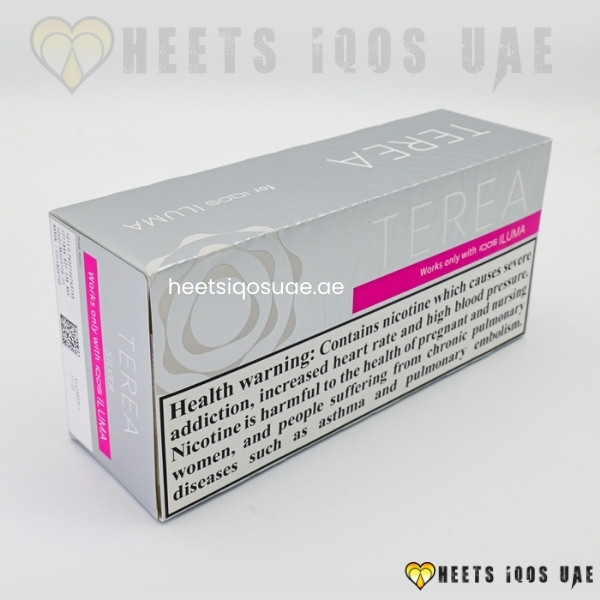 HEETS iQOS UAE
TEREA
for IQOS ILUMA
TEREA
Works only with IQOS ILUMA
heetsiqosuae.ae
Health warning: Contains nicotine which causes severe
addiction, increased heart rate and high blood pressure.
Nicotine is harmful to the health of pregnant and nursing
women, and people suffering from chronic pulmonary
diseases such as asthma and pulmonary embolism.
Works only with IQOS ILUMA
TEREA
HEETS iQOS UAE